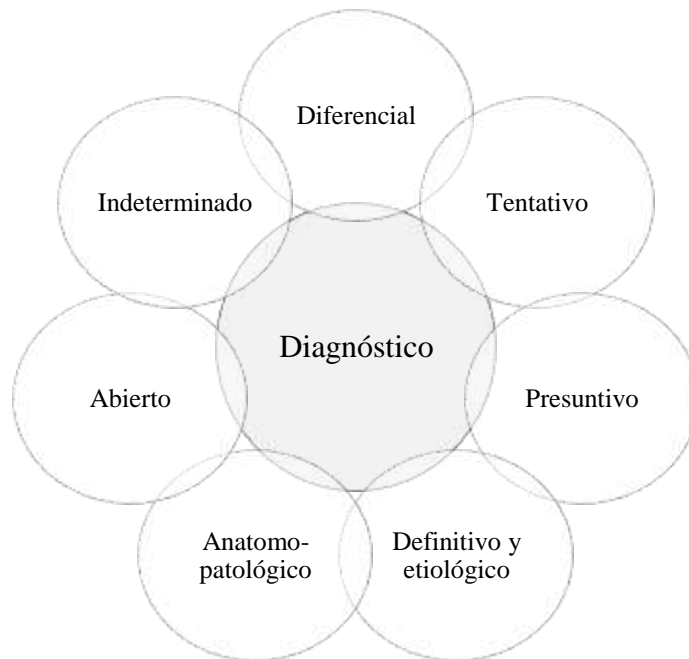 Diferencial
Indeterminado
Tentativo
Diagnóstico
Abierto
Presuntivo
Anatomo-
patológico
Definitivo y
etiológico